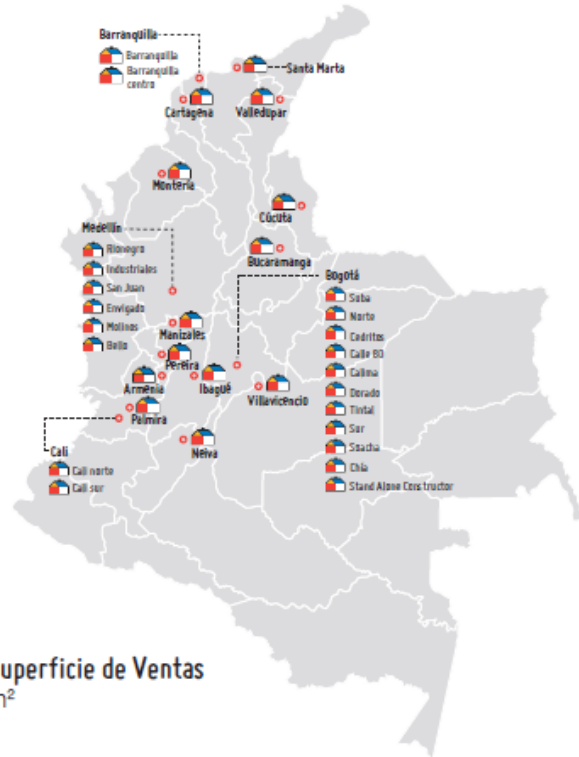 Barranquilla
Barranquilla
Barranquilla
centro
Santa Marta
Cartagena
Valledupar
Montería
Cúcuta
Bucaramanga
Medellín
Rionegro
Industriales
San Juan
Envigado
Molinos
Bello
Bogotá
Suba
Norte
Cedritos
Calle 80
Calima
Dorado
Tintal
Sur
Soacha
Chía
Stand Alone Constructor
Manizales
Pereira
Armenia
Ibagué
Villavicencio
Palmira
Neiva
Cali
Cali norte
Cali sur
uperficie de Ventas
m²